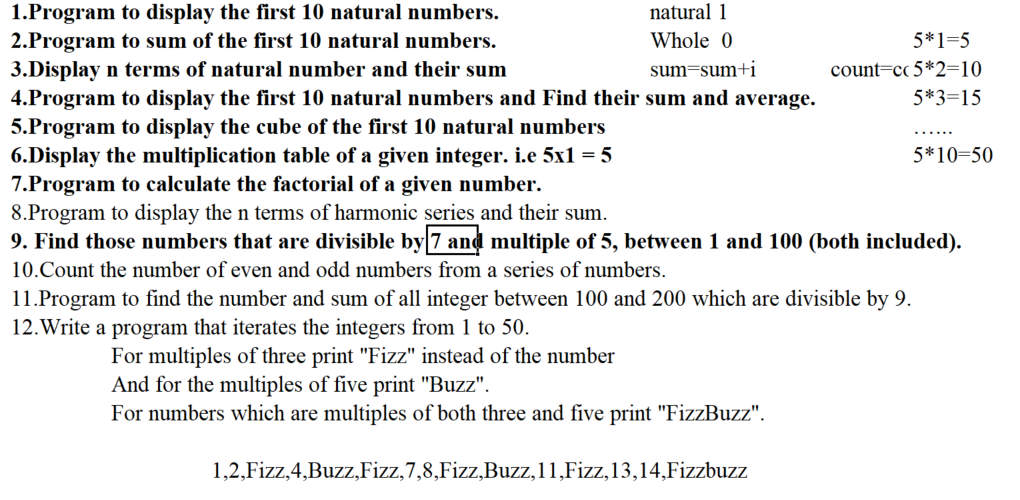 1.Program to display the first 10 natural numbers. natural 1
2.Program to sum of the first 10 natural numbers. Whole 0 5*1=5
3.Display n terms of natural number and their sum sum=sum+i count=cc 5*2=10
4.Program to display the first 10 natural numbers and Find their sum and average. 5*3=15
5.Program to display the cube of the first 10 natural numbers ......
6.Display the multiplication table of a given integer. i.e 5x1 = 5 5*10=50
7.Program to calculate the factorial of a given number.
8.Program to display the n terms of harmonic series and their sum.
9. Find those numbers that are divisible by 7 and multiple of 5, between 1 and 100 (both included).
10.Count the number of even and odd numbers from a series of numbers.
11.Program to find the number and sum of all integer between 100 and 200 which are divisible by 9.
12.Write a program that iterates the integers from 1 to 50.
For multiples of three print "Fizz" instead of the number
And for the multiples of five print "Buzz".
For numbers which are multiples of both three and five print "FizzBuzz".
1,2,Fizz,4,Buzz,Fizz,7,8,Fizz,Buzz,11,Fizz,13,14,Fizzbuzz